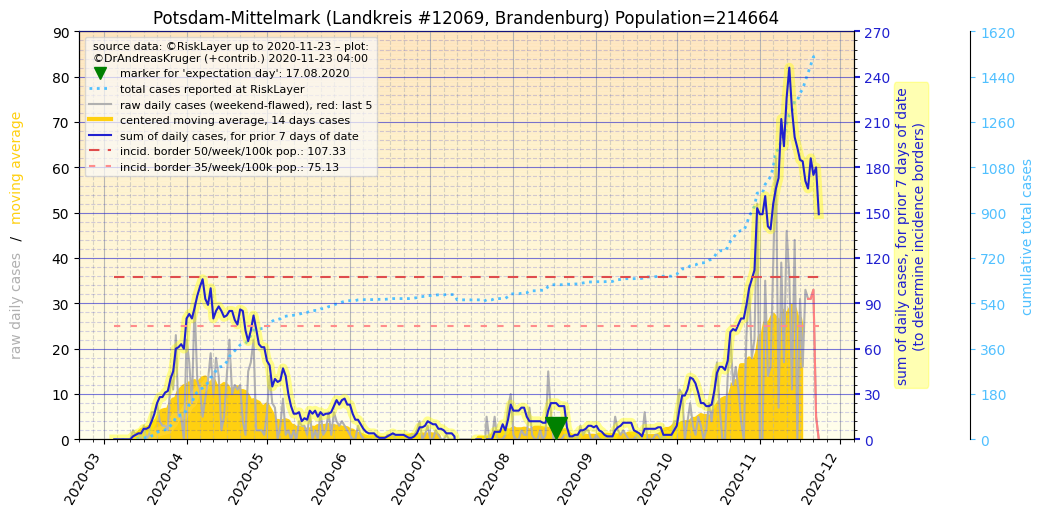 Potsdam-Mittelmark (Landkreis #12069, Brandenburg) Population=214664
source data: ©RiskLayer up to 2020-11-23 – plot:
©DrAndreasKruger (+contrib.) 2020-11-23 04:00
marker for 'expectation day': 17.08.2020
total cases reported at RiskLayer
raw daily cases (weekend-flawed), red: last 5
centered moving average, 14 days cases
sum of daily cases, for prior 7 days of date
incid. border 50/week/100k pop.: 107.33
incid. border 35/week/100k pop.: 75.13
raw daily cases / moving average
90
80
70
60
50
40
30
20
10
0
2020-03
2020-04
2020-05
2020-06
2020-07
2020-08
2020-09
2020-10
2020-11
2020-12
270
240
210
180
150
120
90
60
30
0
sum of daily cases, for prior 7 days of date
(to determine incidence borders)
1620
1440
1260
1080
900
720
540
360
180
0
cumulative total cases